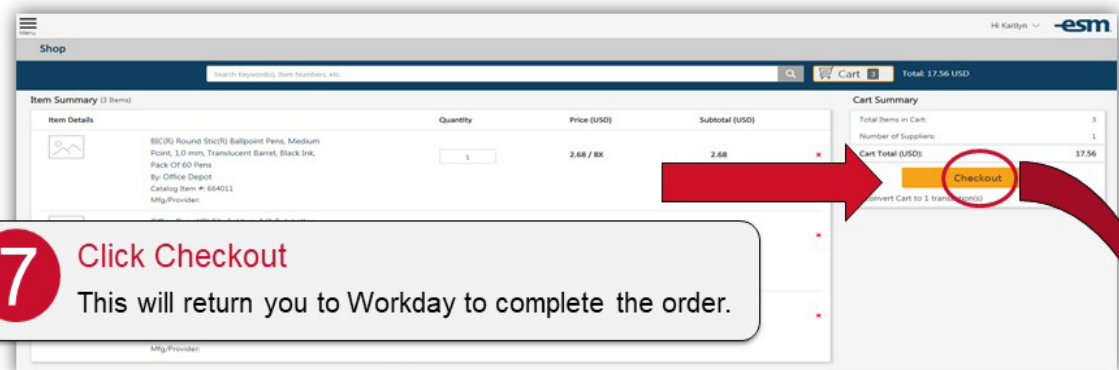 Menu
Hi Kaitlyn
esm
Shop
Search Keyword(s), Item Numbers, etc.
Cart 3
Total: 17.56 USD
Item Summary (3 Items)
Item Details Quantity Price (USD) Subtotal (USD)
BIC(R) Round Stic(R) Ballpoint Pens, Medium
Point, 1.0 mm, Translucent Barrel, Black Ink,
Pack Of 60 Pens
By: Office Depot
Catalog Item #: 664011
Mfg/Provider:
1
2.68 / BX
2.68
Cart Summary
Total Items in Cart: 3
Number of Suppliers: 1
Cart Total (USD): 17.56
Checkout
Convert Cart to 1 transaction(s)
7
Click Checkout
This will return you to Workday to complete the order.
Mfg/Provider: